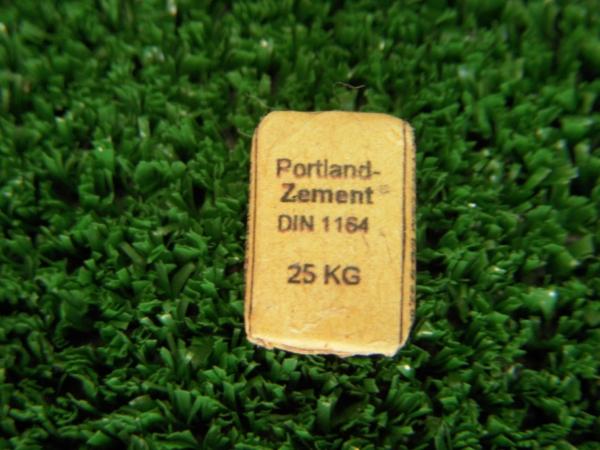 Portland-
Zement®
DIN 1164
25 KG